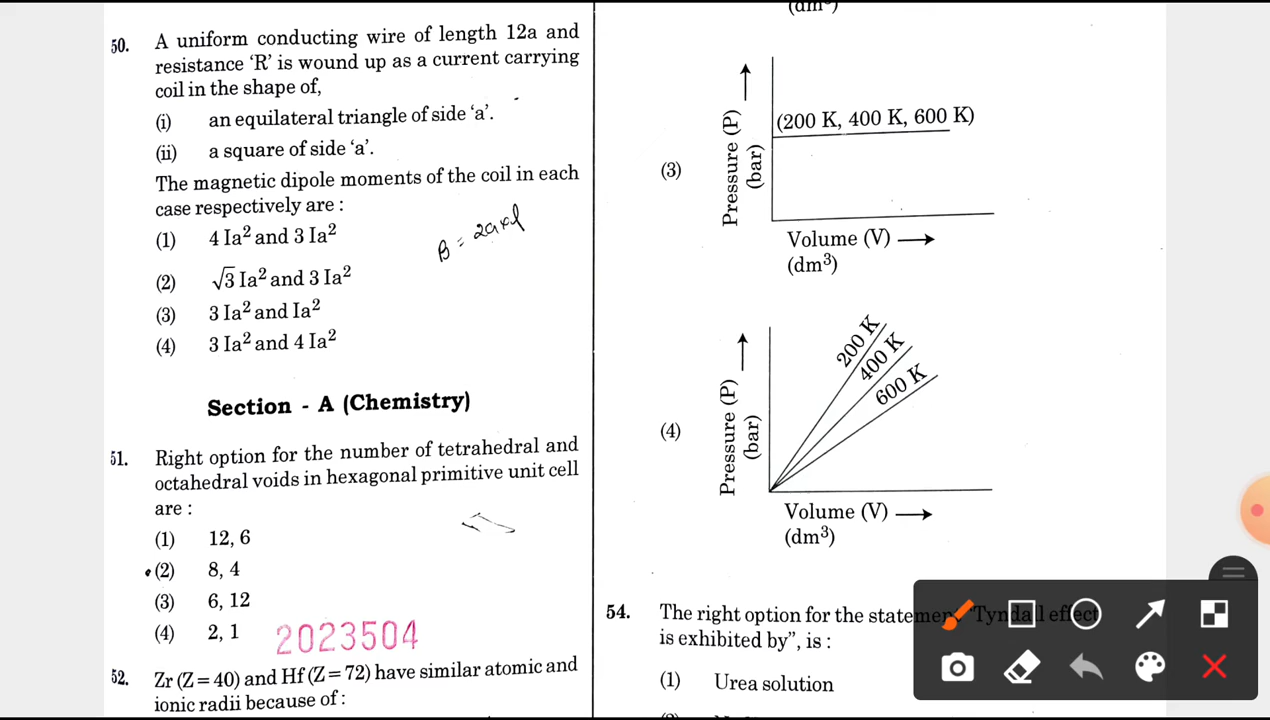 50. A uniform conducting wire of length 12a and
resistance 'R' is wound up as a current carrying
coil in the shape of,
(i) an equilateral triangle of side 'a'.
(ii) a square of side 'a'.
The magnetic dipole moments of the coil in each
case respectively are :
(1) 4 Ia² and 3 Ia²
(2) √3 Ia² and 3 Ia²
(3) 3 Ia² and Ia²
(4) 3 Ia² and 4 Ia²
Section - A (Chemistry)
51. Right option for the number of tetrahedral and
octahedral voids in hexagonal primitive unit cell
are :
(1) 12, 6
(2) 8, 4
(3) 6, 12
(4) 2, 1
2023504
52. Zr (Z = 40) and Hf (Z = 72) have similar atomic and
ionic radii because of :
(dm³)
(3)
Pressure (P) ⟶
(bar)
(200 K, 400 K, 600 K)
Volume (V) ⟶
(dm³)
(4)
Pressure (P) ⟶
(bar)
200 K
400 K
600 K
Volume (V) ⟶
(dm³)
54. The right option for the statement "Tyndall effect
is exhibited by", is :
(1) Urea solution